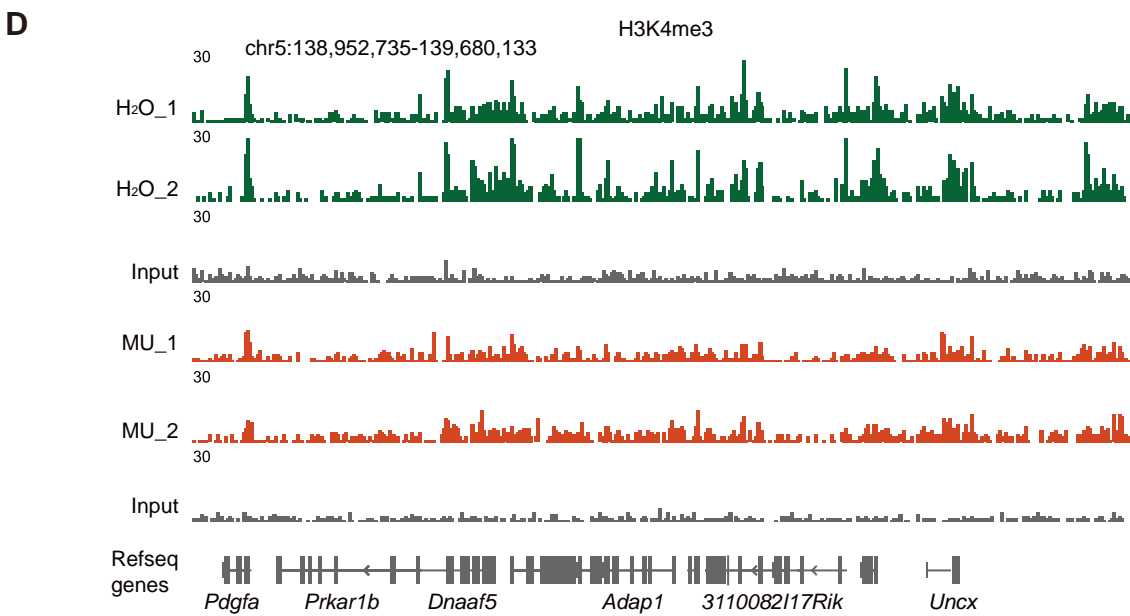 D
H3K4me3
30
chr5:138,952,735-139,680,133
H2O_1
30
H2O_2
30
Input
30
MU_1
30
MU_2
30
Input
Refseq
genes
Pdgfa Prkar1b Dnaaf5 Adap1 3110082I17Rik Uncx